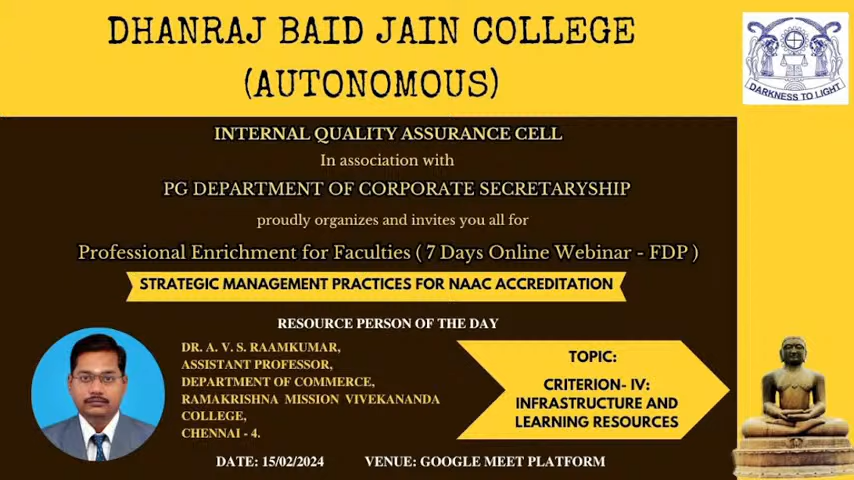 DHANRAJ BAID JAIN COLLEGE
(AUTONOMOUS)
DARKNESS TO LIGHT
INTERNAL QUALITY ASSURANCE CELL
In association with
PG DEPARTMENT OF CORPORATE SECRETARYSHIP
proudly organizes and invites you all for
Professional Enrichment for Faculties ( 7 Days Online Webinar - FDP )
STRATEGIC MANAGEMENT PRACTICES FOR NAAC ACCREDITATION
RESOURCE PERSON OF THE DAY
DR. A. V. S. RAAMKUMAR,
ASSISTANT PROFESSOR,
DEPARTMENT OF COMMERCE,
RAMAKRISHNA MISSION VIVEKANANDA
COLLEGE,
CHENNAI - 4.
TOPIC:
CRITERION- IV:
INFRASTRUCTURE AND
LEARNING RESOURCES
DATE: 15/02/2024 VENUE: GOOGLE MEET PLATFORM